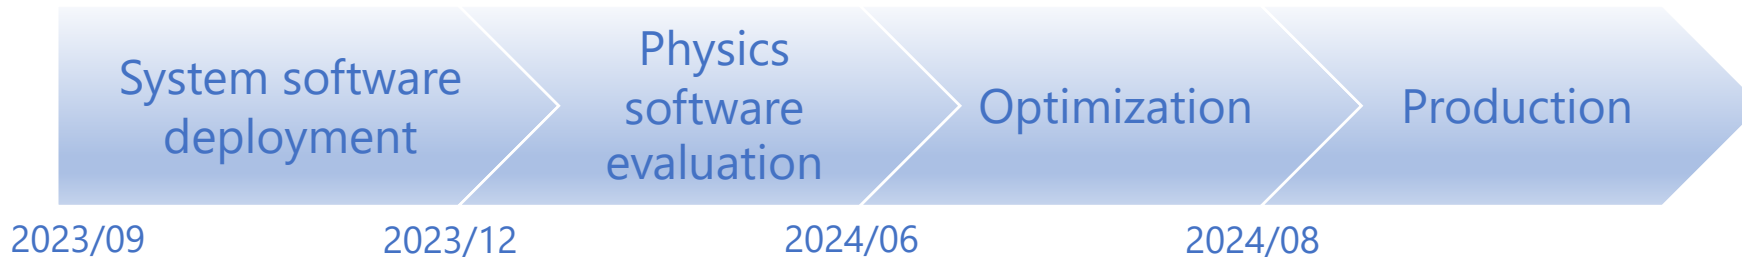 System software
deployment
Physics
software
evaluation
Optimization
Production
2023/09
2023/12
2024/06
2024/08